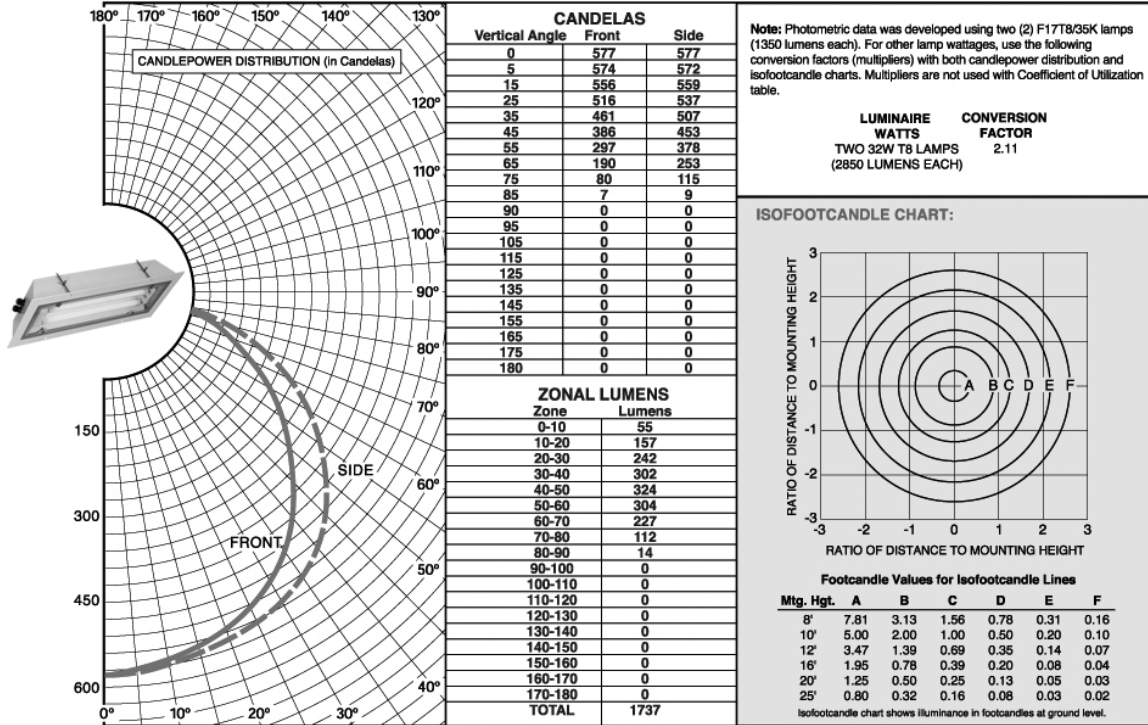 180° 170° 160° 150° 140° 130°
CANDLEPOWER DISTRIBUTION (in Candelas)
120°
110°
100°
90°
80°
70°
60°
50°
40°
150
300
450
600
SIDE
FRONT
0° 10° 20° 30°
CANDELAS
Vertical Angle Front Side
0 577 577
5 574 572
15 556 559
25 516 537
35 461 507
45 386 453
55 297 378
65 190 253
75 80 115
85 7 9
90 0 0
95 0 0
105 0 0
115 0 0
125 0 0
135 0 0
145 0 0
155 0 0
165 0 0
175 0 0
180 0 0
ZONAL LUMENS
Zone Lumens
0-10 55
10-20 157
20-30 242
30-40 302
40-50 324
50-60 304
60-70 227
70-80 112
80-90 14
90-100 0
100-110 0
110-120 0
120-130 0
130-140 0
140-150 0
150-160 0
160-170 0
170-180 0
TOTAL 1737
Note: Photometric data was developed using two (2) F17T8/35K lamps
(1350 lumens each). For other lamp wattages, use the following
conversion factors (multipliers) with both candlepower distribution and
isofootcandle charts. Multipliers are not used with Coefficient of Utilization
table.
LUMINAIRE CONVERSION
WATTS FACTOR
TWO 32W T8 LAMPS 2.11
(2850 LUMENS EACH)
ISOFOOTCANDLE CHART:
RATIO OF DISTANCE TO MOUNTING HEIGHT
3
2
1
0
-1
-2
-3
A B C D E F
-3 -2 -1 0 1 2 3
RATIO OF DISTANCE TO MOUNTING HEIGHT
Footcandle Values for Isofootcandle Lines
Mtg. Hgt. A B C D E F
8' 7.81 3.13 1.56 0.78 0.31 0.16
10' 5.00 2.00 1.00 0.50 0.20 0.10
12' 3.47 1.39 0.69 0.35 0.14 0.07
16' 1.95 0.78 0.39 0.20 0.08 0.04
20' 1.25 0.50 0.25 0.13 0.05 0.03
25' 0.80 0.32 0.16 0.08 0.03 0.02
Isofootcandle chart shows illuminance in footcandles at ground level.